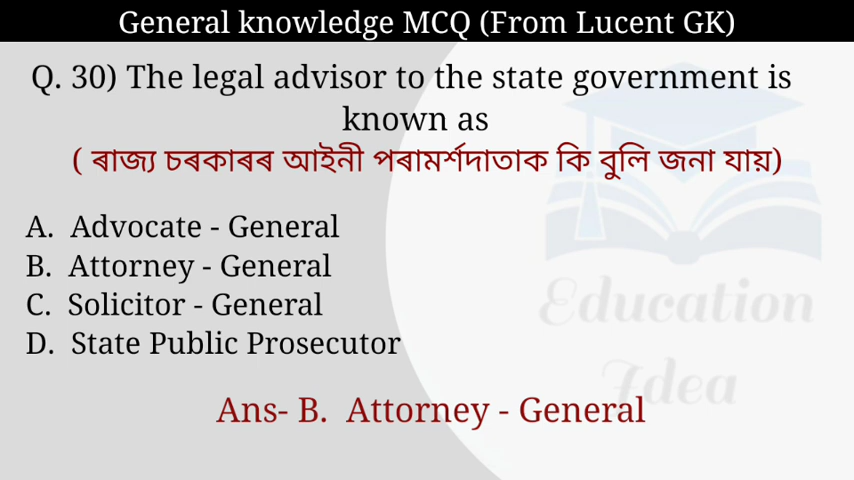 General knowledge MCQ (From Lucent GK)
Q. 30) The legal advisor to the state government is
known as
( ৰাজ্য চৰকাৰৰ আইনী পৰামৰ্শদাতাক কি বুলি জনা যায়)
A. Advocate - General
B. Attorney - General
C. Solicitor - General
D. State Public Prosecutor
Education
Idea
Ans- B. Attorney - General